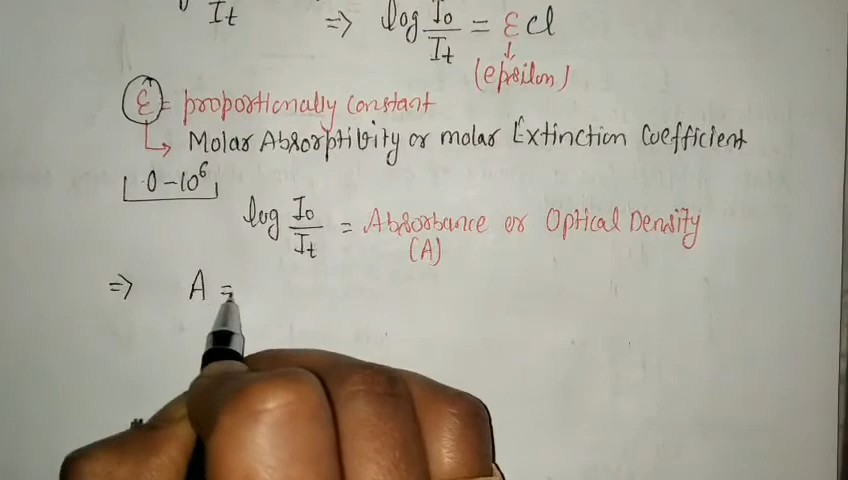 It ⇒ log Io/It = ε cl
↓
(epsilon)
ε = proportionally constant
↳ Molar Absorptivity or molar Extinction Coefficient
0 – 10⁶
log Io/It = Absorbance or Optical Density
(A)
⇒ A =